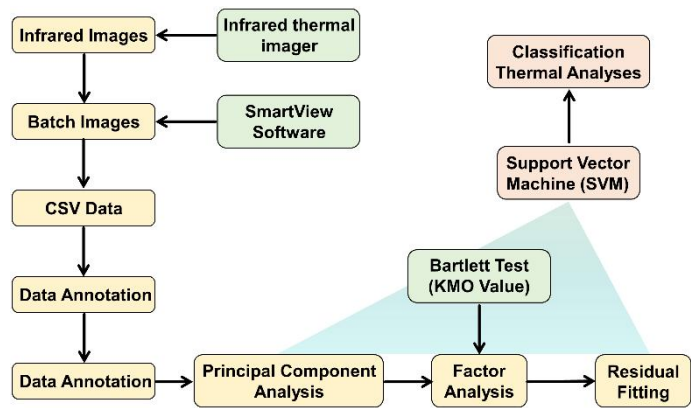 Infrared Images
Infrared thermal
imager
Batch Images
SmartView
Software
CSV Data
Data Annotation
Data Annotation
Principal Component
Analysis
Bartlett Test
(KMO Value)
Factor
Analysis
Residual
Fitting
Support Vector
Machine (SVM)
Classification
Thermal Analyses